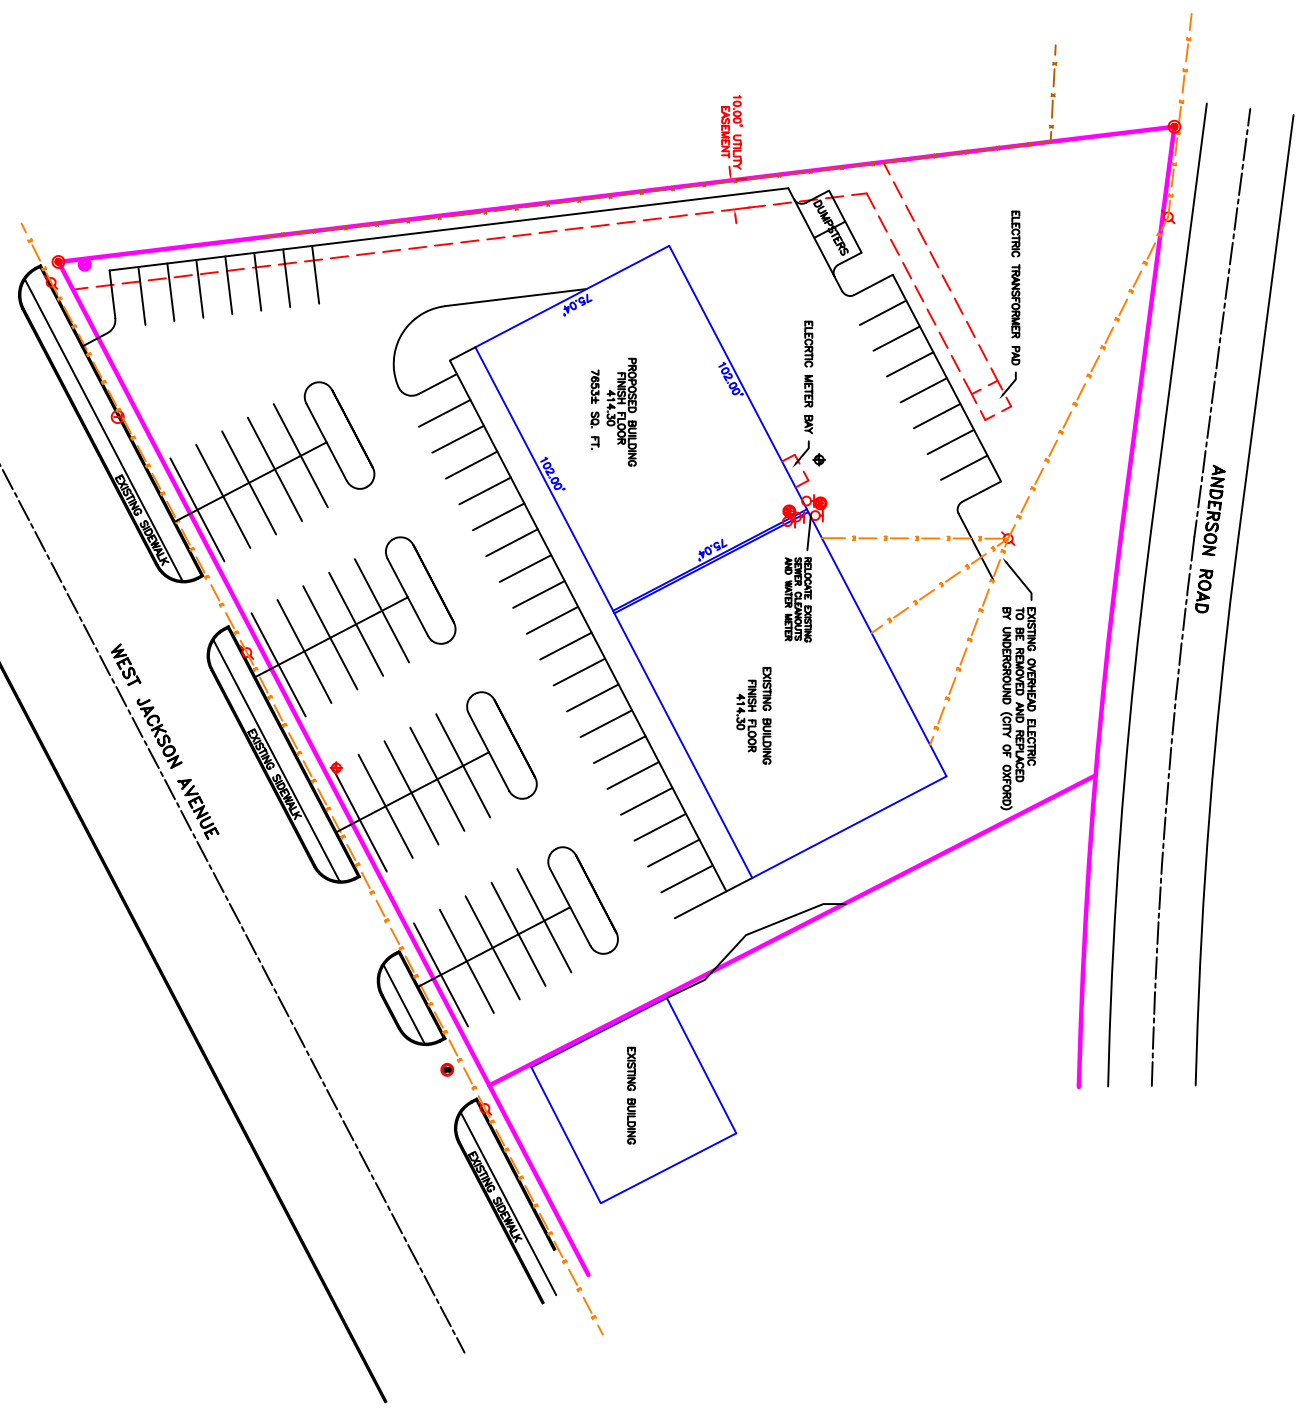 ANDERSON ROAD
ELECTRIC TRANSFORMER PAD
DUMPSTERS
10.00' UTILITY
EASEMENT
ELECRTIC METER BAY
102.00'
75.04'
PROPOSED BUILDING
FINISH FLOOR
414.30
7653± SQ. FT.
102.00'
75.04'
RELOCATE EXISTING
SEWER CLEANOUTS
AND WATER METER
EXISTING OVERHEAD ELECTRIC
TO BE REMOVED AND REPLACED
BY UNDERGROUND (CITY OF OXFORD)
EXISTING BUILDING
FINISH FLOOR
414.30
EXISTING BUILDING
EXISTING SIDEWALK
EXISTING SIDEWALK
EXISTING SIDEWALK
WEST JACKSON AVENUE